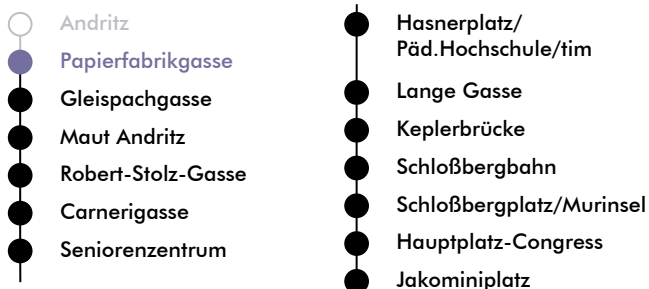 Andritz
Papierfabrikgasse
Gleispachgasse
Maut Andritz
Robert-Stolz-Gasse
Carnerigasse
Seniorenzentrum
Hasnerplatz/
Päd.Hochschule/tim
Lange Gasse
Keplerbrücke
Schloßbergbahn
Schloßbergplatz/Murinsel
Hauptplatz-Congress
Jakominiplatz